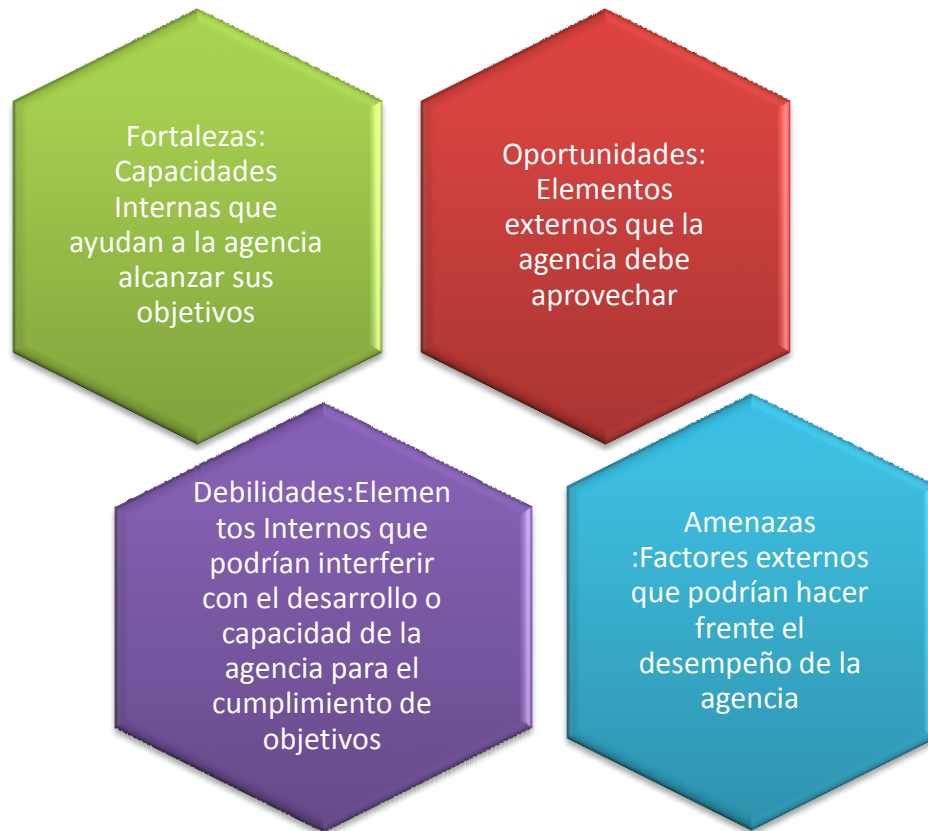 Fortalezas:
Capacidades
Internas que
ayudan a la agencia
alcanzar sus
objetivos
Oportunidades:
Elementos
externos que la
agencia debe
aprovechar
Debilidades:Elemen
tos Internos que
podrían interferir
con el desarrollo o
capacidad de la
agencia para el
cumplimiento de
objetivos
Amenazas
:Factores externos
que podrían hacer
frente el
desempeño de la
agencia